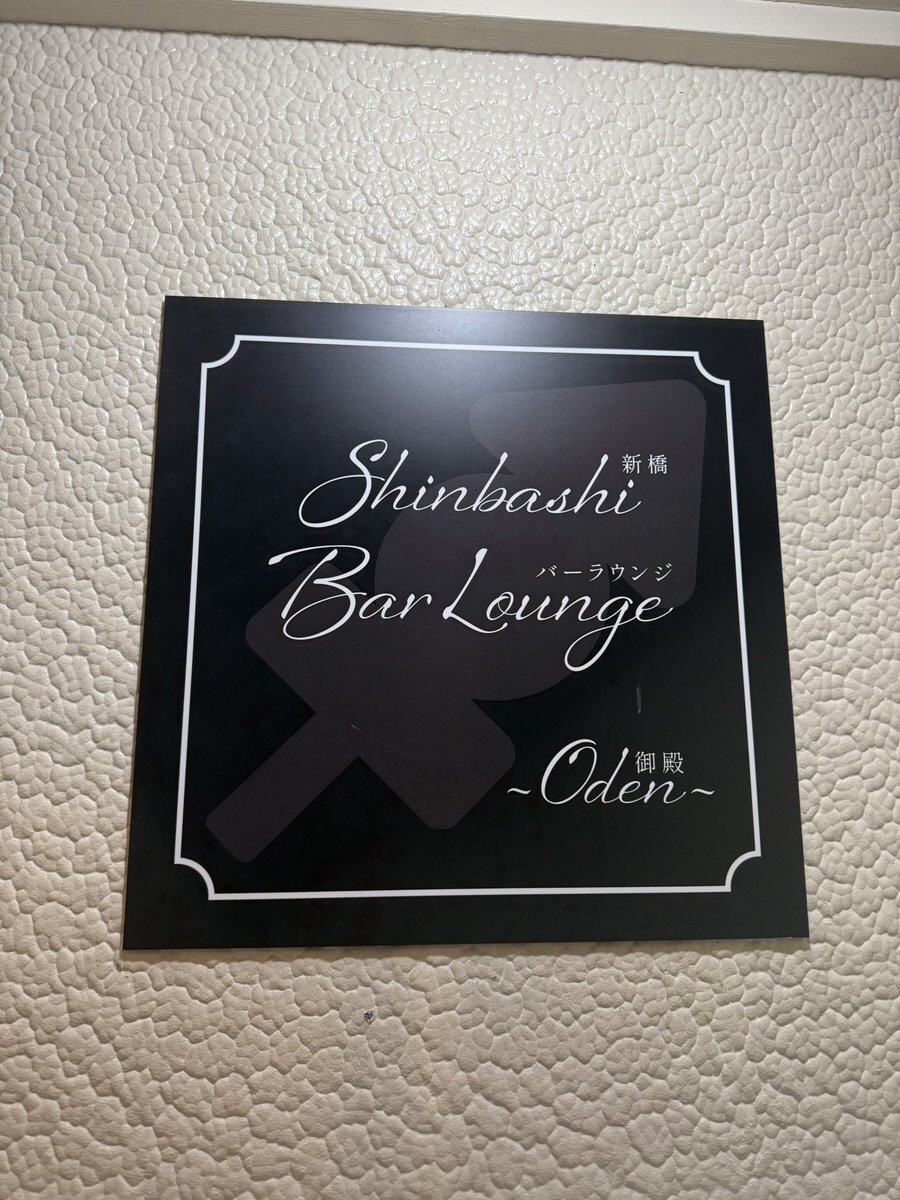 新橋
Shinbashi
バーラウンジ
Bar Lounge
御殿
~Oden~